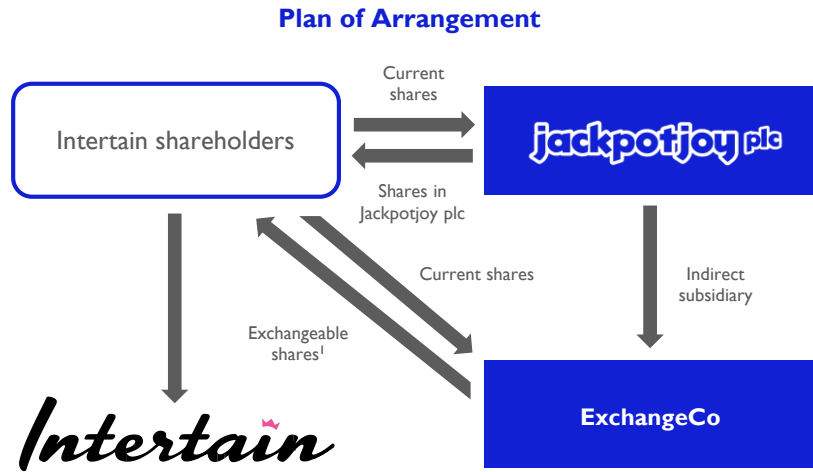 Plan of Arrangement
Current
shares
Intertain shareholders
jackpotjoy plc
Shares in
Jackpotjoy plc
Current shares
Indirect
subsidiary
Exchangeable
shares¹
Intertain
ExchangeCo